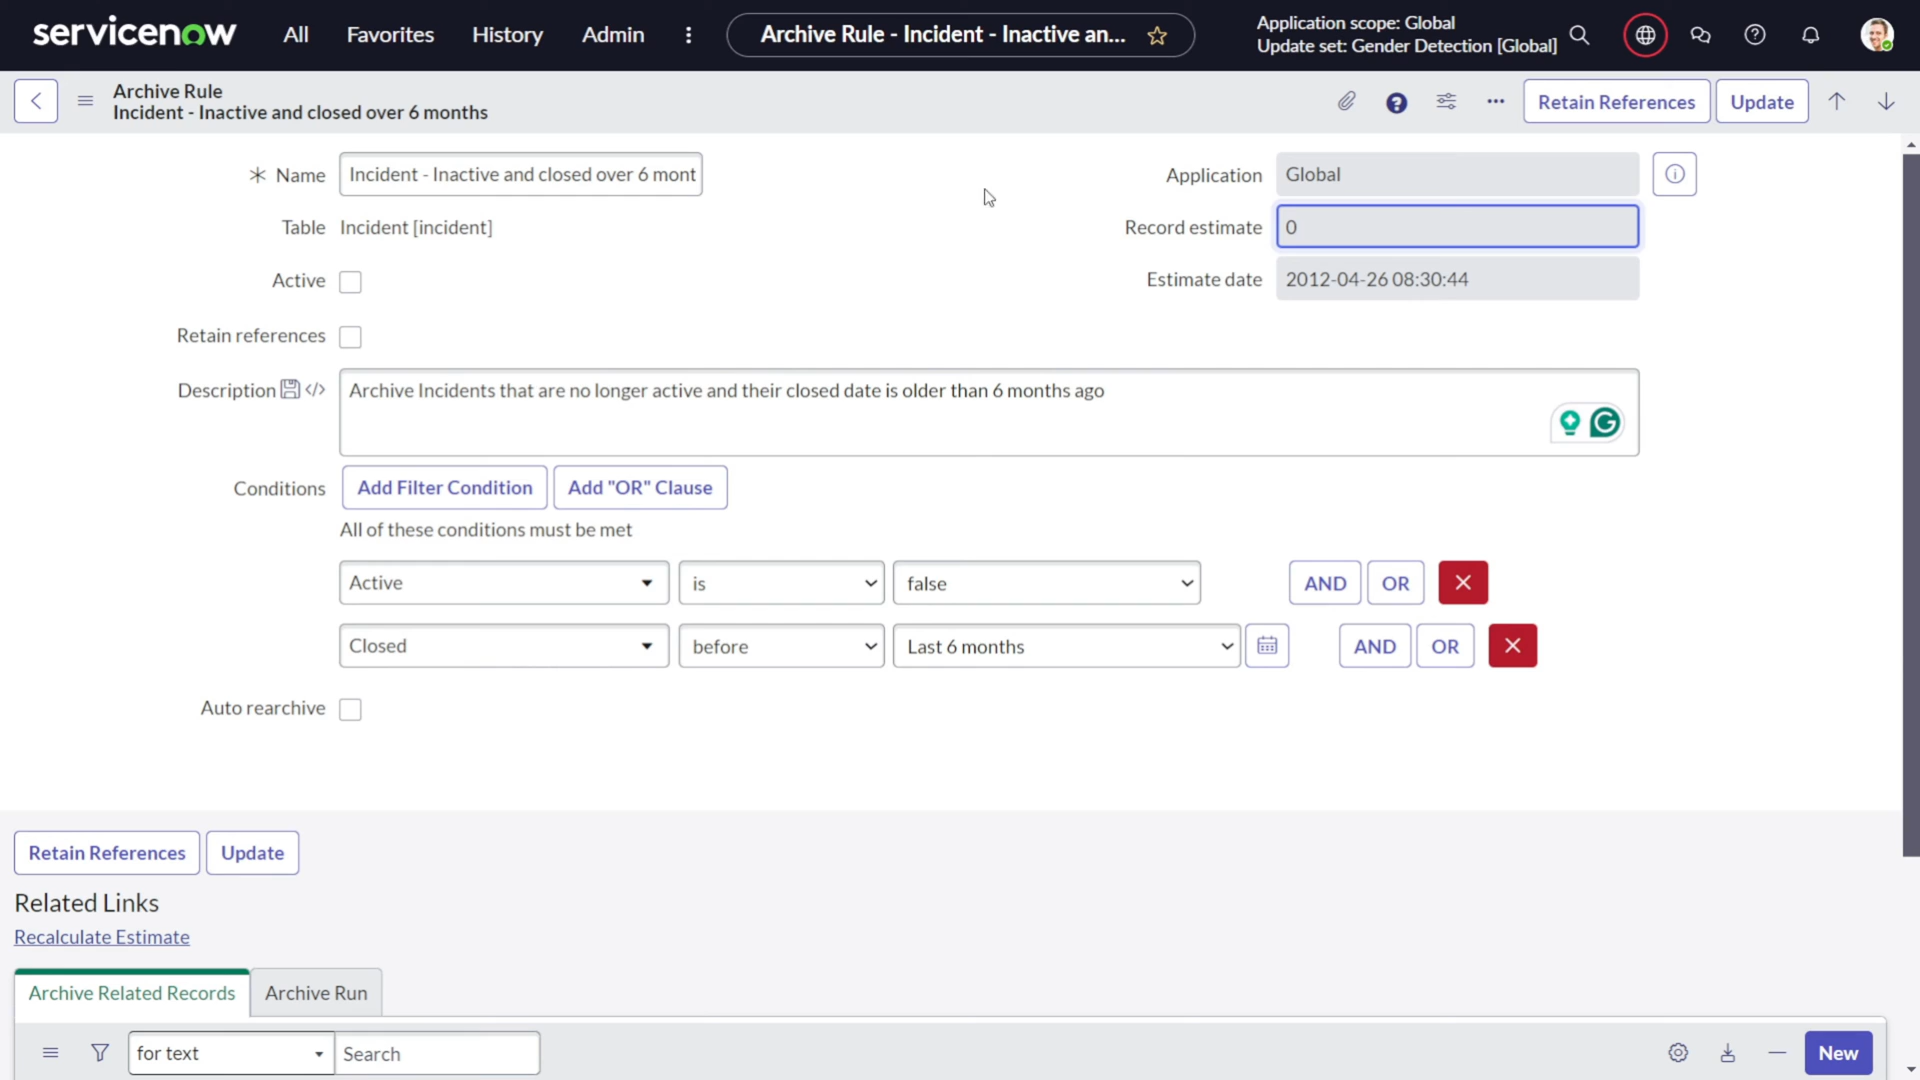 servicenow
All
Favorites
History
Admin
Archive Rule - Incident - Inactive an...
Application scope: Global
Update set: Gender Detection [Global]
Archive Rule
Incident - Inactive and closed over 6 months
Retain References
Update
Name
Incident - Inactive and closed over 6 mont
Application
Global
Table
Incident [incident]
Record estimate
0
Active
Estimate date
2012-04-26 08:30:44
Retain references
Description
Archive Incidents that are no longer active and their closed date is older than 6 months ago
Conditions
Add Filter Condition
Add "OR" Clause
All of these conditions must be met
Active
is
false
AND
OR
Closed
before
Last 6 months
AND
OR
Auto rearchive
Retain References
Update
Related Links
Recalculate Estimate
Archive Related Records
Archive Run
for text
Search
New